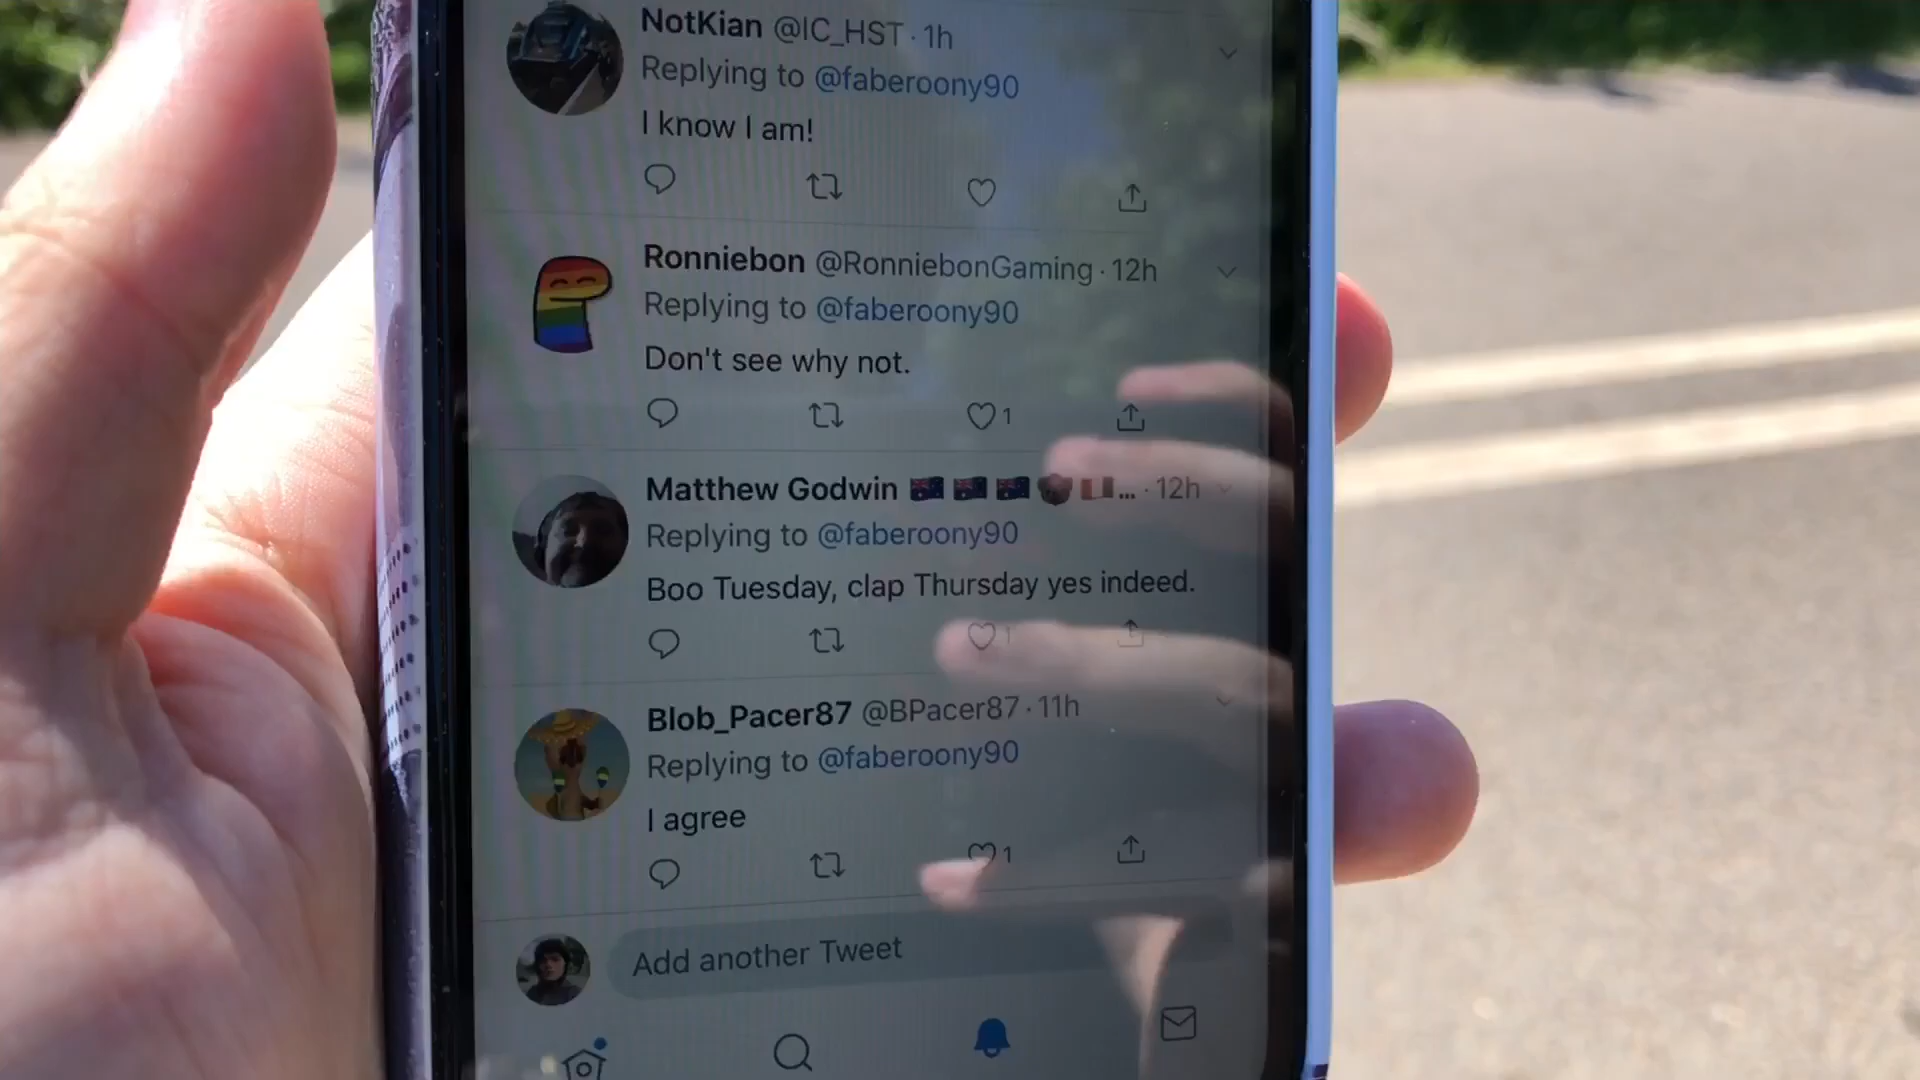 NotKian @IC_HST · 1h
Replying to @faberoony90
I know I am!
Ronniebon @RonniebonGaming · 12h
Replying to @faberoony90
Don't see why not.
1
Matthew Godwin 🇦🇺 🇦🇺 🇦🇺 ... · 12h
Replying to @faberoony90
Boo Tuesday, clap Thursday yes indeed.
1
Blob_Pacer87 @BPacer87 · 11h
Replying to @faberoony90
I agree
1
Add another Tweet